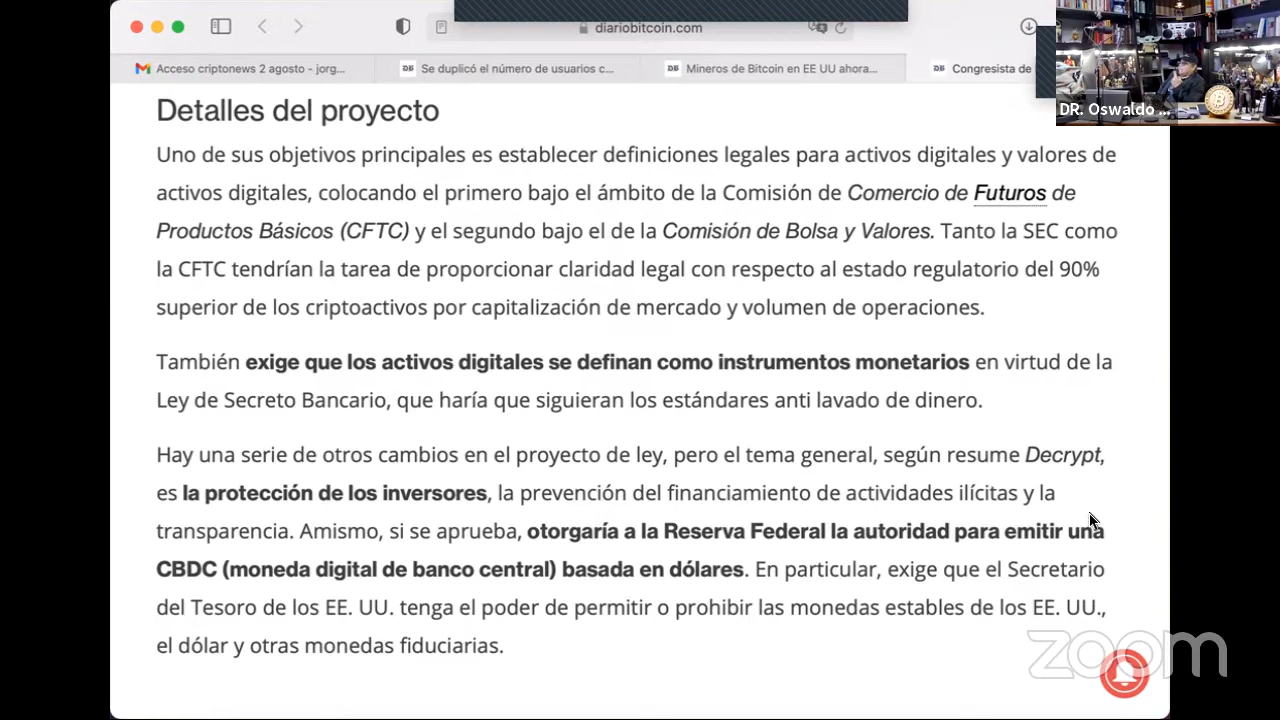 diariobitcoin.com
Acceso criptonews 2 agosto - jorg...
Se duplicó el número de usuarios c...
Mineros de Bitcoin en EE UU ahora...
Congresista de
DR. Oswaldo ...
Detalles del proyecto
Uno de sus objetivos principales es establecer definiciones legales para activos digitales y valores de
activos digitales, colocando el primero bajo el ámbito de la Comisión de Comercio de Futuros de
Productos Básicos (CFTC) y el segundo bajo el de la Comisión de Bolsa y Valores. Tanto la SEC como
la CFTC tendrían la tarea de proporcionar claridad legal con respecto al estado regulatorio del 90%
superior de los criptoactivos por capitalización de mercado y volumen de operaciones.
También exige que los activos digitales se definan como instrumentos monetarios en virtud de la
Ley de Secreto Bancario, que haría que siguieran los estándares anti lavado de dinero.
Hay una serie de otros cambios en el proyecto de ley, pero el tema general, según resume Decrypt,
es la protección de los inversores, la prevención del financiamiento de actividades ilícitas y la
transparencia. Amismo, si se aprueba, otorgaría a la Reserva Federal la autoridad para emitir una
CBDC (moneda digital de banco central) basada en dólares. En particular, exige que el Secretario
del Tesoro de los EE. UU. tenga el poder de permitir o prohibir las monedas estables de los EE. UU.,
el dólar y otras monedas fiduciarias.
zoom